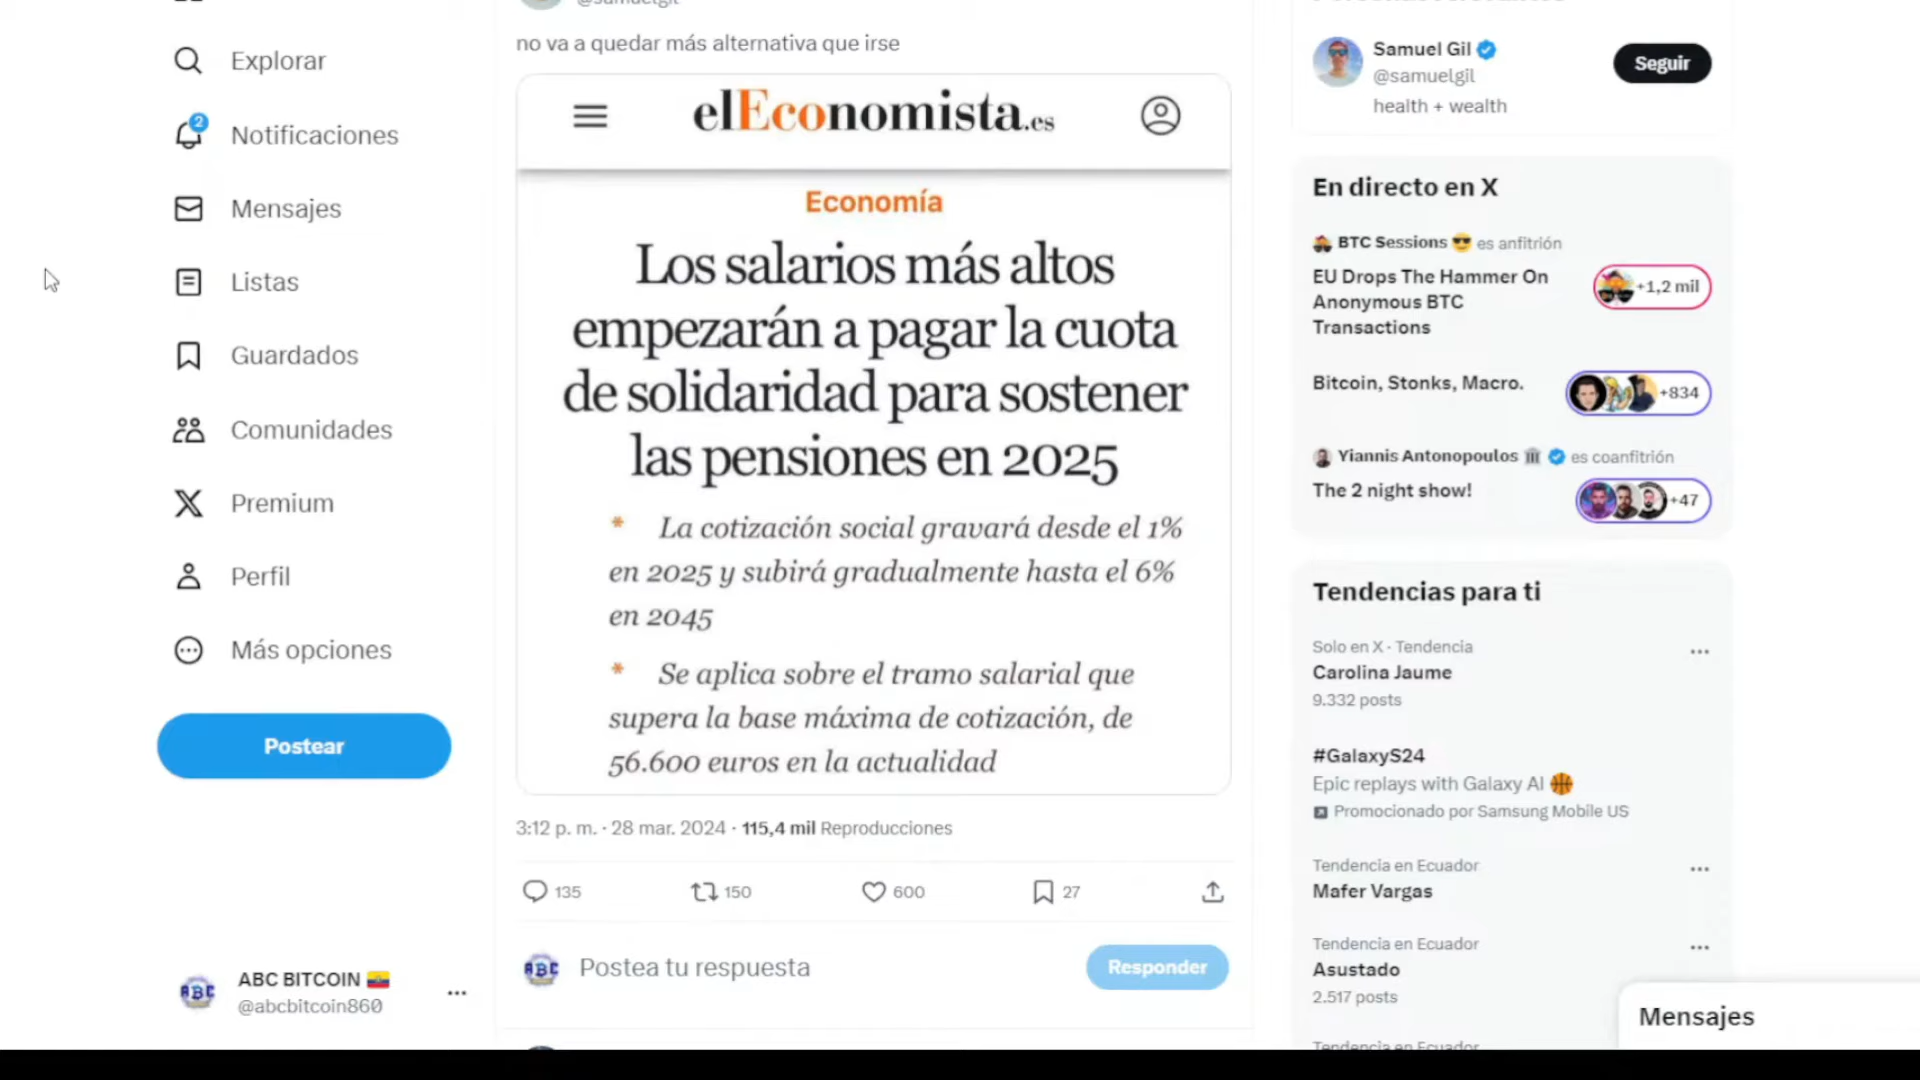 Explorar
2
Notificaciones
Mensajes
Listas
Guardados
Comunidades
Premium
Perfil
Más opciones
Postear
ABC BITCOIN
@abcbitcoin860
@samuelgil
no va a quedar más alternativa que irse
elEconomista.es
Economía
Los salarios más altos
empezarán a pagar la cuota
de solidaridad para sostener
las pensiones en 2025
* La cotización social gravará desde el 1%
en 2025 y subirá gradualmente hasta el 6%
en 2045
* Se aplica sobre el tramo salarial que
supera la base máxima de cotización, de
56.600 euros en la actualidad
3:12 p. m. · 28 mar. 2024 · 115,4 mil Reproducciones
135
150
600
27
ABC
Postea tu respuesta
Responder
Samuel Gil
@samuelgil
health + wealth
Seguir
En directo en X
BTC Sessions es anfitrión
EU Drops The Hammer On
Anonymous BTC
Transactions
+1,2 mil
Bitcoin, Stonks, Macro.
+834
Yiannis Antonopoulos es coanfitrión
The 2 night show!
+47
Tendencias para ti
Solo en X · Tendencia
Carolina Jaume
9.332 posts
#GalaxyS24
Epic replays with Galaxy AI
Promocionado por Samsung Mobile US
Tendencia en Ecuador
Mafer Vargas
Tendencia en Ecuador
Asustado
2.517 posts
Tendencia en Ecuador
Mensajes